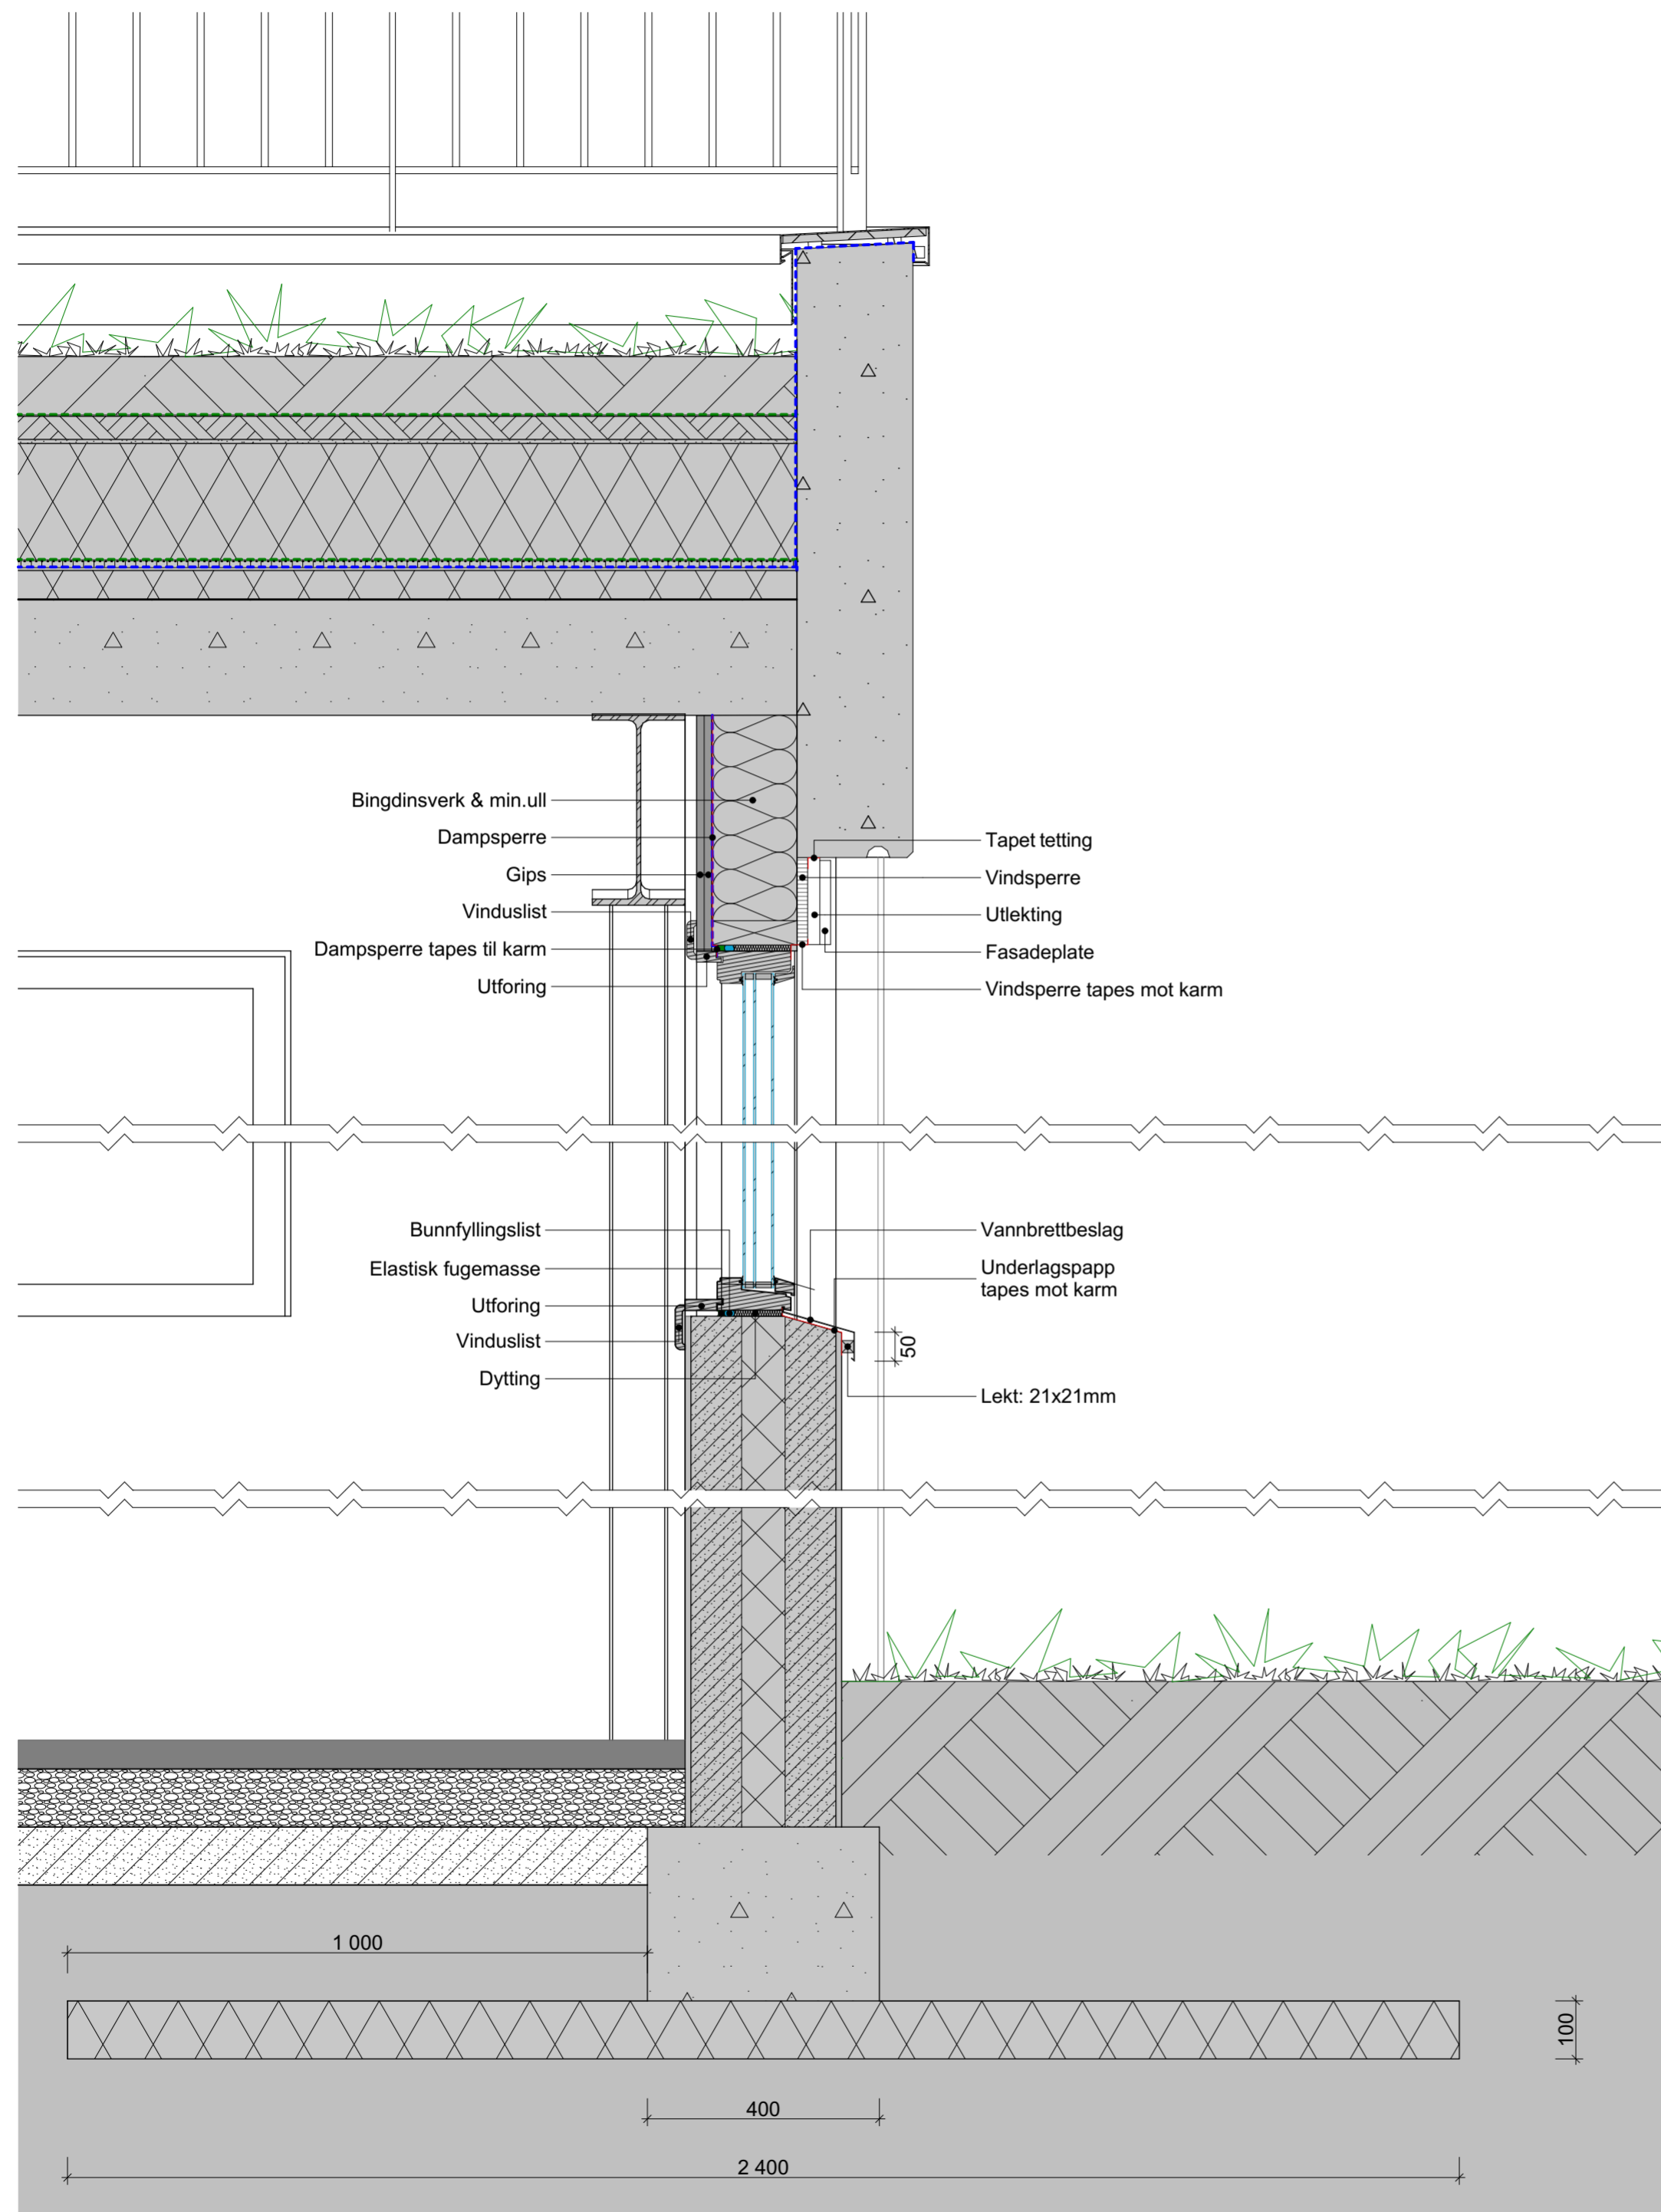 Bingdinsverk & min.ull
Dampsperre
Gips
Vinduslist
Dampsperre tapes til karm
Utforing
Tapet tetting
Vindsperre
Utlekting
Fasadeplate
Vindsperre tapes mot karm
Bunnfyllingslist
Elastisk fugemasse
Utforing
Vinduslist
Dytting
Vannbrettbeslag
Underlagspapp
tapes mot karm
50
Lekt: 21x21mm
1 000
100
400
2 400